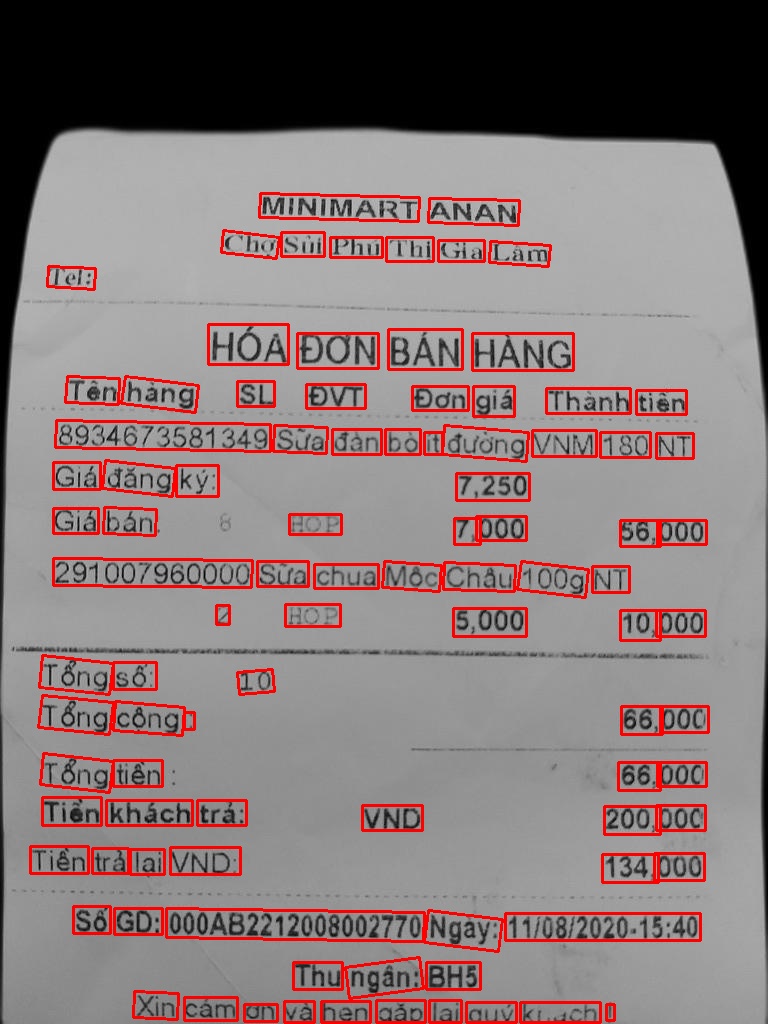 MINIMART ANAN
Chợ Sủi Phú Thị Gia Lâm
Tel:
HÓA ĐƠN BÁN HÀNG
Tên hàng SL ĐVT Đơn giá Thành tiền
8934673581349 Sữa đàn bò ít đường VNM 180 NT
Giá đăng ký: 7,250
Giá bán 8 HOP 7,000 56,000
291007960000 Sữa chua Mộc Châu 100g NT
2 HOP 5,000 10,000
Tổng số: 10
Tổng cộng 66,000
Tổng tiền : 66,000
Tiền khách trả: VND 200,000
Tiền trả lại VND: 134,000
Số GD: 000AB2212008002770 Ngày: 11/08/2020-15:40
Thu ngân: BH5
Xin cám ơn và hẹn gặp lại quý khách !